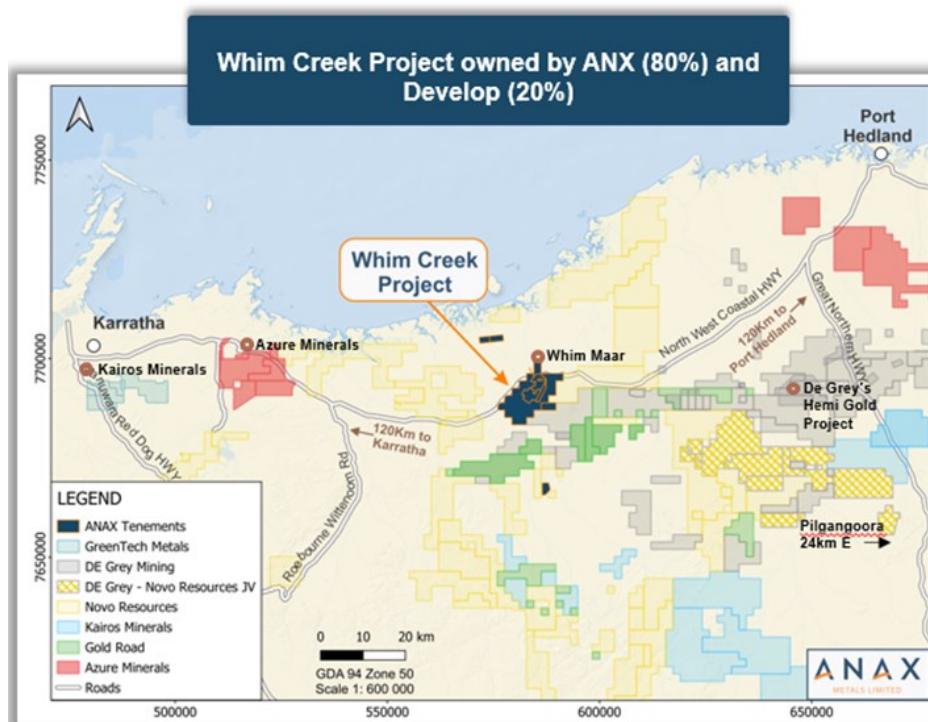 Whim Creek Project owned by ANX (80%) and
Develop (20%)
Port
Hedland
7750000
Whim Creek
Project
North West Coastal HWY
120Km to
Port Hedland
Great Northern HWY
Karratha
Azure Minerals
7700000
Kairos Minerals
Whim Maar
De Grey's
Hemi Gold
Project
120Km to
Karratha
Red Dog HWY
Roebourne Wittenoom Rd
LEGEND
ANAX Tenements
GreenTech Metals
DE Grey Mining
DE Grey - Novo Resources JV
Novo Resources
Kairos Minerals
Gold Road
Azure Minerals
Roads
Pilgangoora
24km E
7650000
0 10 20 km
GDA 94 Zone 50
Scale 1: 600 000
ANAX
METALS LIMITED
500000 550000 600000 650000